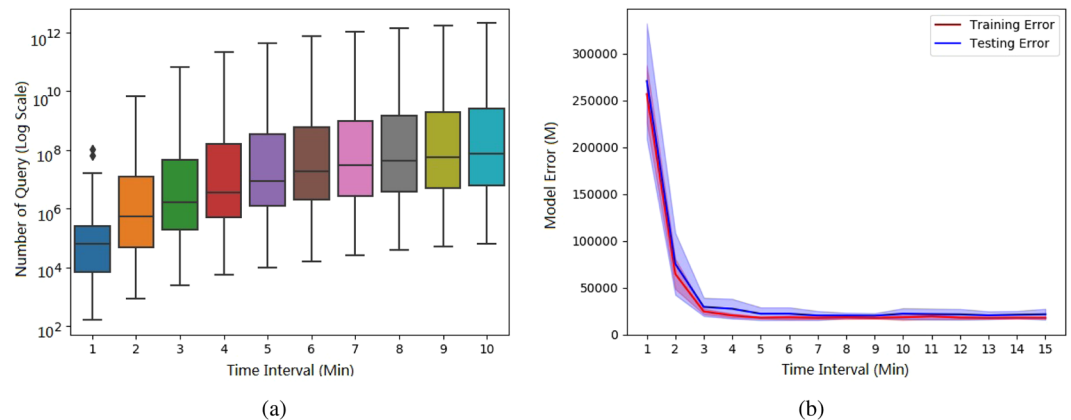 Number of Query (Log Scale)
10^12
10^10
10^8
10^6
10^4
10^2
1 2 3 4 5 6 7 8 9 10
Time Interval (Min)
(a)
Model Error (M)
300000
250000
200000
150000
100000
50000
0
Training Error
Testing Error
1 2 3 4 5 6 7 8 9 10 11 12 13 14 15
Time Interval (Min)
(b)